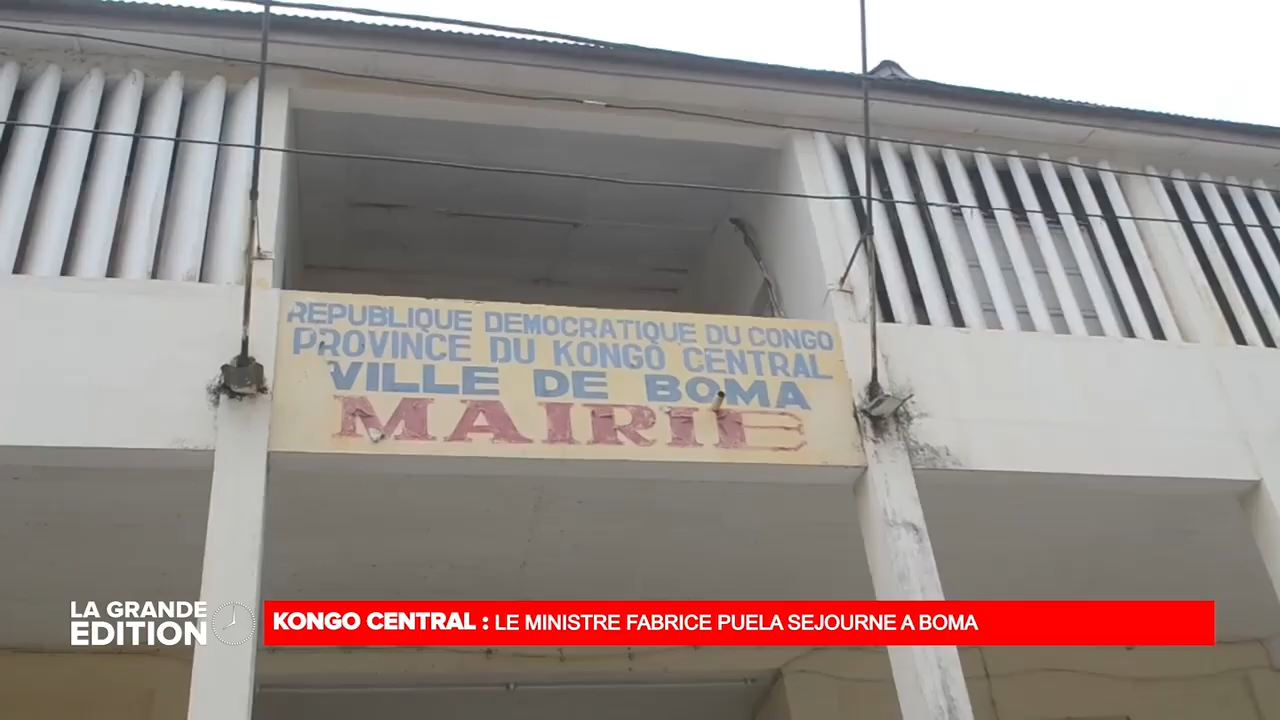 REPUBLIQUE DEMOCRATIQUE DU CONGO
PROVINCE DU KONGO CENTRAL
VILLE DE BOMA
MAIRIE
LA GRANDE
EDITION
KONGO CENTRAL : LE MINISTRE FABRICE PUELA SEJOURNE A BOMA